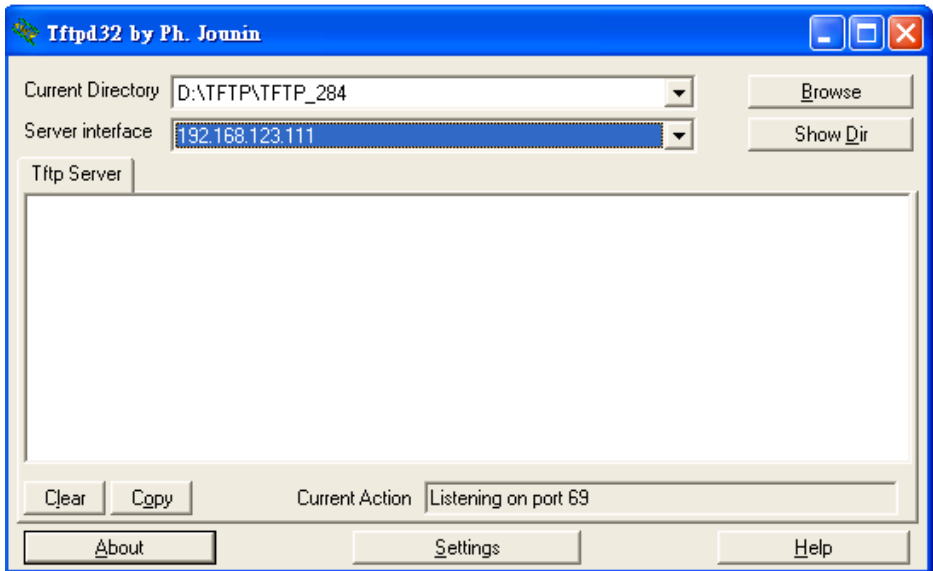 Tftpd32 by Ph. Jounin
Current Directory D:\TFTP\TFTP_284 Browse
Server interface 192.168.123.111 Show Dir
Tftp Server
Clear Copy Current Action Listening on port 69
About Settings Help